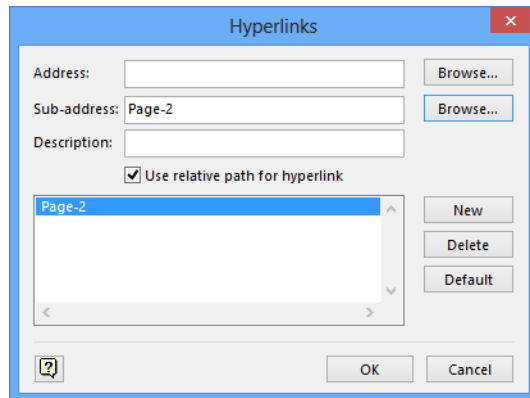 Hyperlinks
Address: Browse...
Sub-address: Page-2 Browse...
Description:
Use relative path for hyperlink
Page-2
New
Delete
Default
OK Cancel